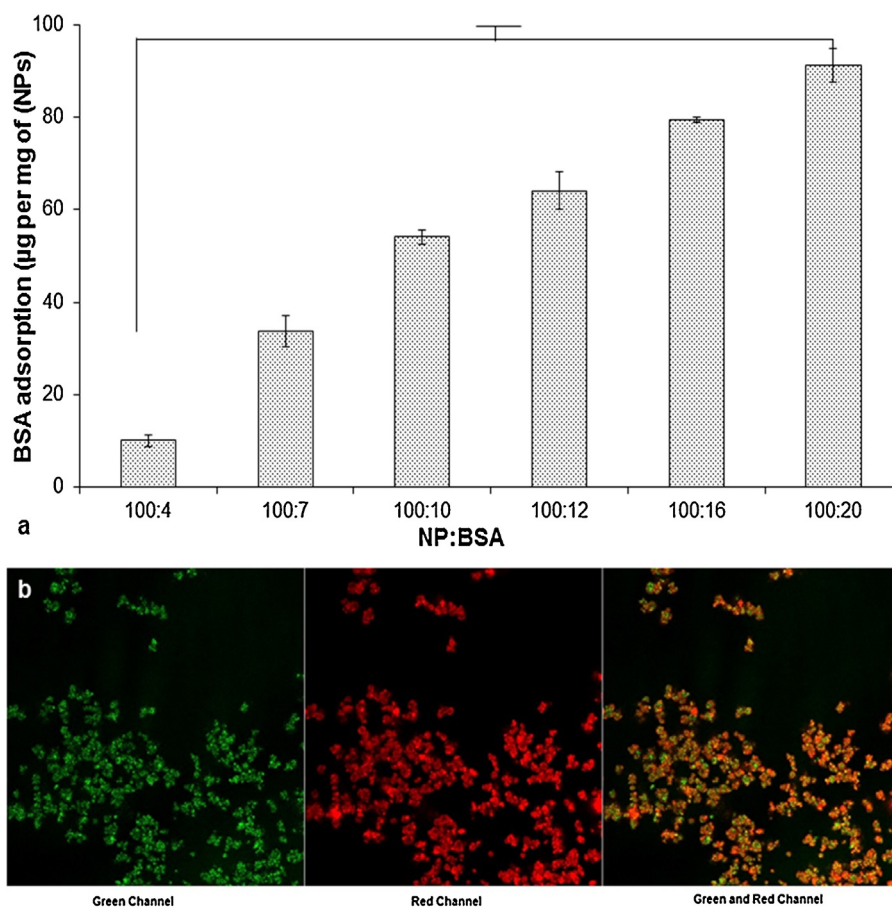 100
80
60
40
20
0
BSA adsorption (µg per mg of (NPs)
100:4 100:7 100:10 100:12 100:16 100:20
a
NP:BSA
b
Green Channel Red Channel Green and Red Channel